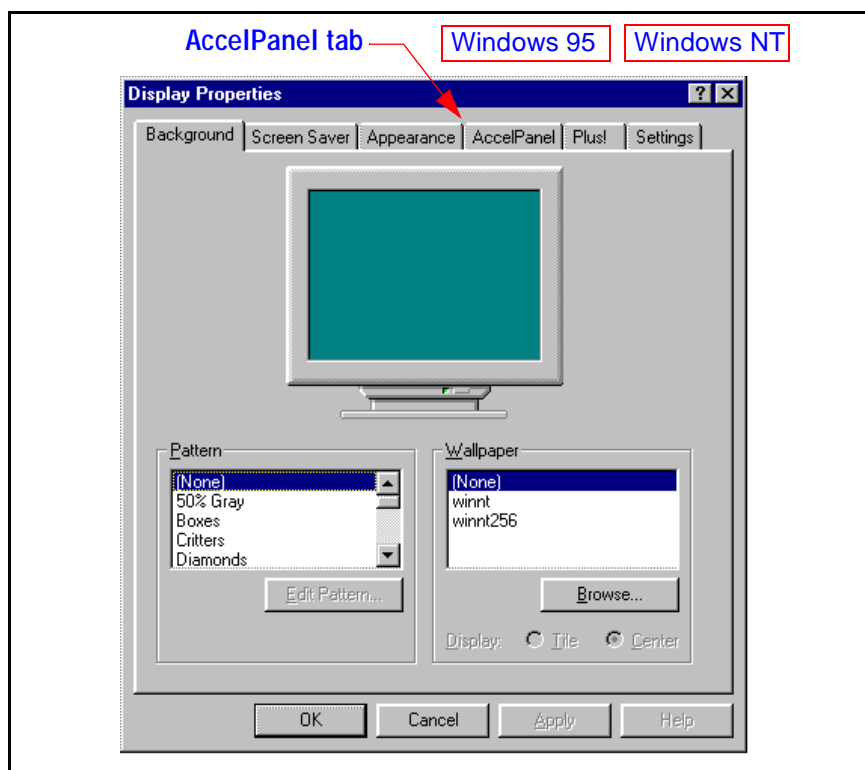 AccelPanel tab Windows 95 Windows NT
Display Properties
Background Screen Saver Appearance AccelPanel Plus! Settings
Pattern
(None)
50% Gray
Boxes
Critters
Diamonds
Edit Pattern...
Wallpaper
(None)
winnt
winnt256
Browse...
Display: Tile Center
OK Cancel Apply Help